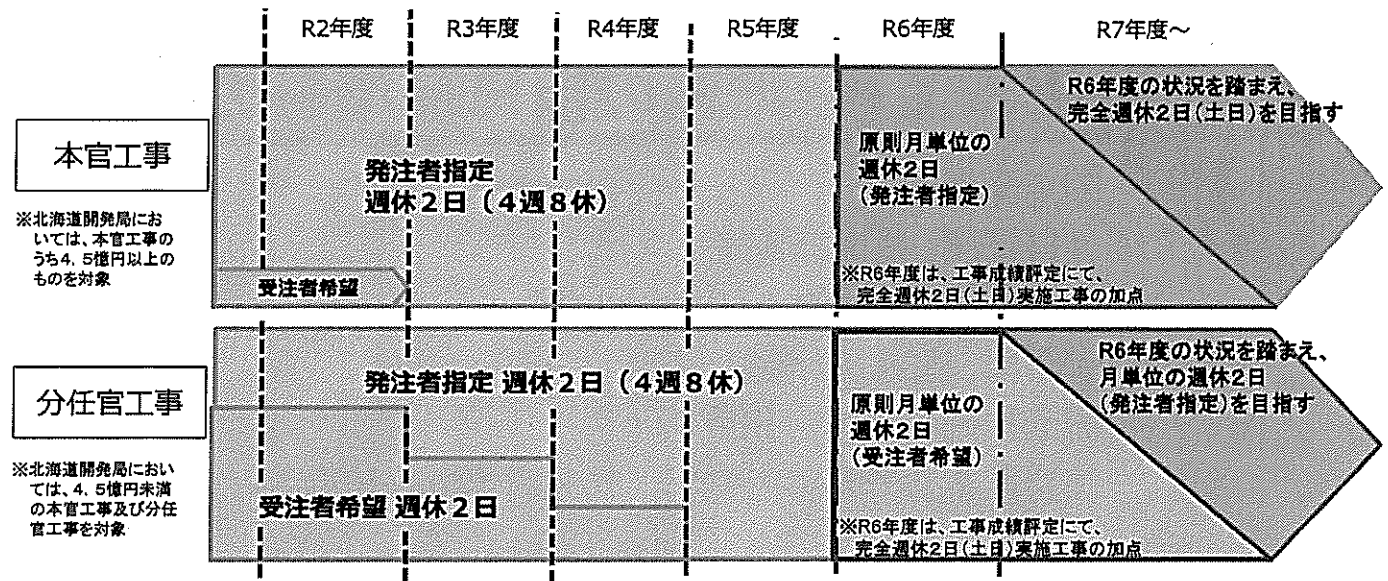 R2年度
R3年度
R4年度
R5年度
R6年度
R7年度～
本官工事
※北海道開発局にお
いては、本官工事の
うち4．5億円以上の
ものを対象
発注者指定
週休２日（４週８休）
受注者希望
原則月単位の
週休2日
(発注者指定)
※R6年度は、工事成績評定にて、
完全週休2日(土日)実施工事の加点
R6年度の状況を踏まえ、
完全週休2日(土日)を目指す
分任官工事
※北海道開発局におい
ては、4．5億円未満
の本官工事及び分任
官工事を対象
発注者指定 週休２日（４週８休）
受注者希望 週休２日
原則月単位の
週休2日
(受注者希望)
※R6年度は、工事成績評定にて、
完全週休2日(土日)実施工事の加点
R6年度の状況を踏まえ、
月単位の週休2日
(発注者指定)を目指す